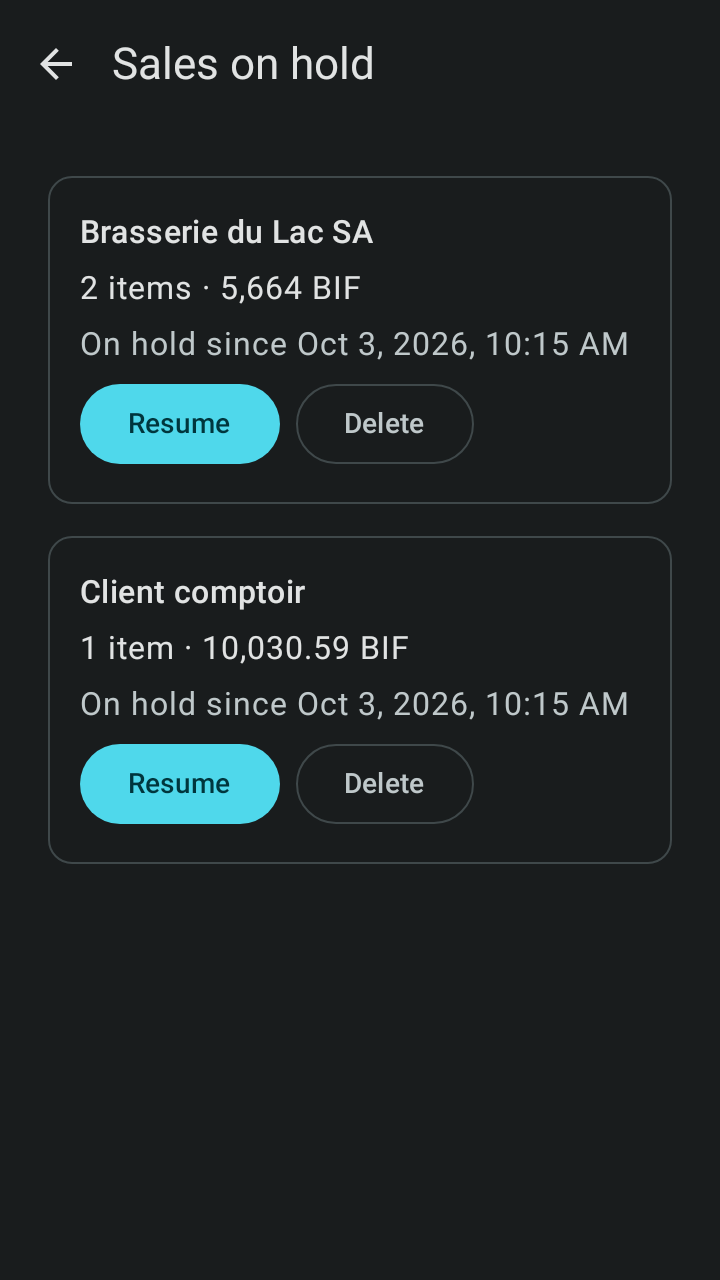 Sales on hold
Brasserie du Lac SA
2 items · 5,664 BIF
On hold since Oct 3, 2026, 10:15 AM
Resume
Delete
Client comptoir
1 item · 10,030.59 BIF
On hold since Oct 3, 2026, 10:15 AM
Resume
Delete